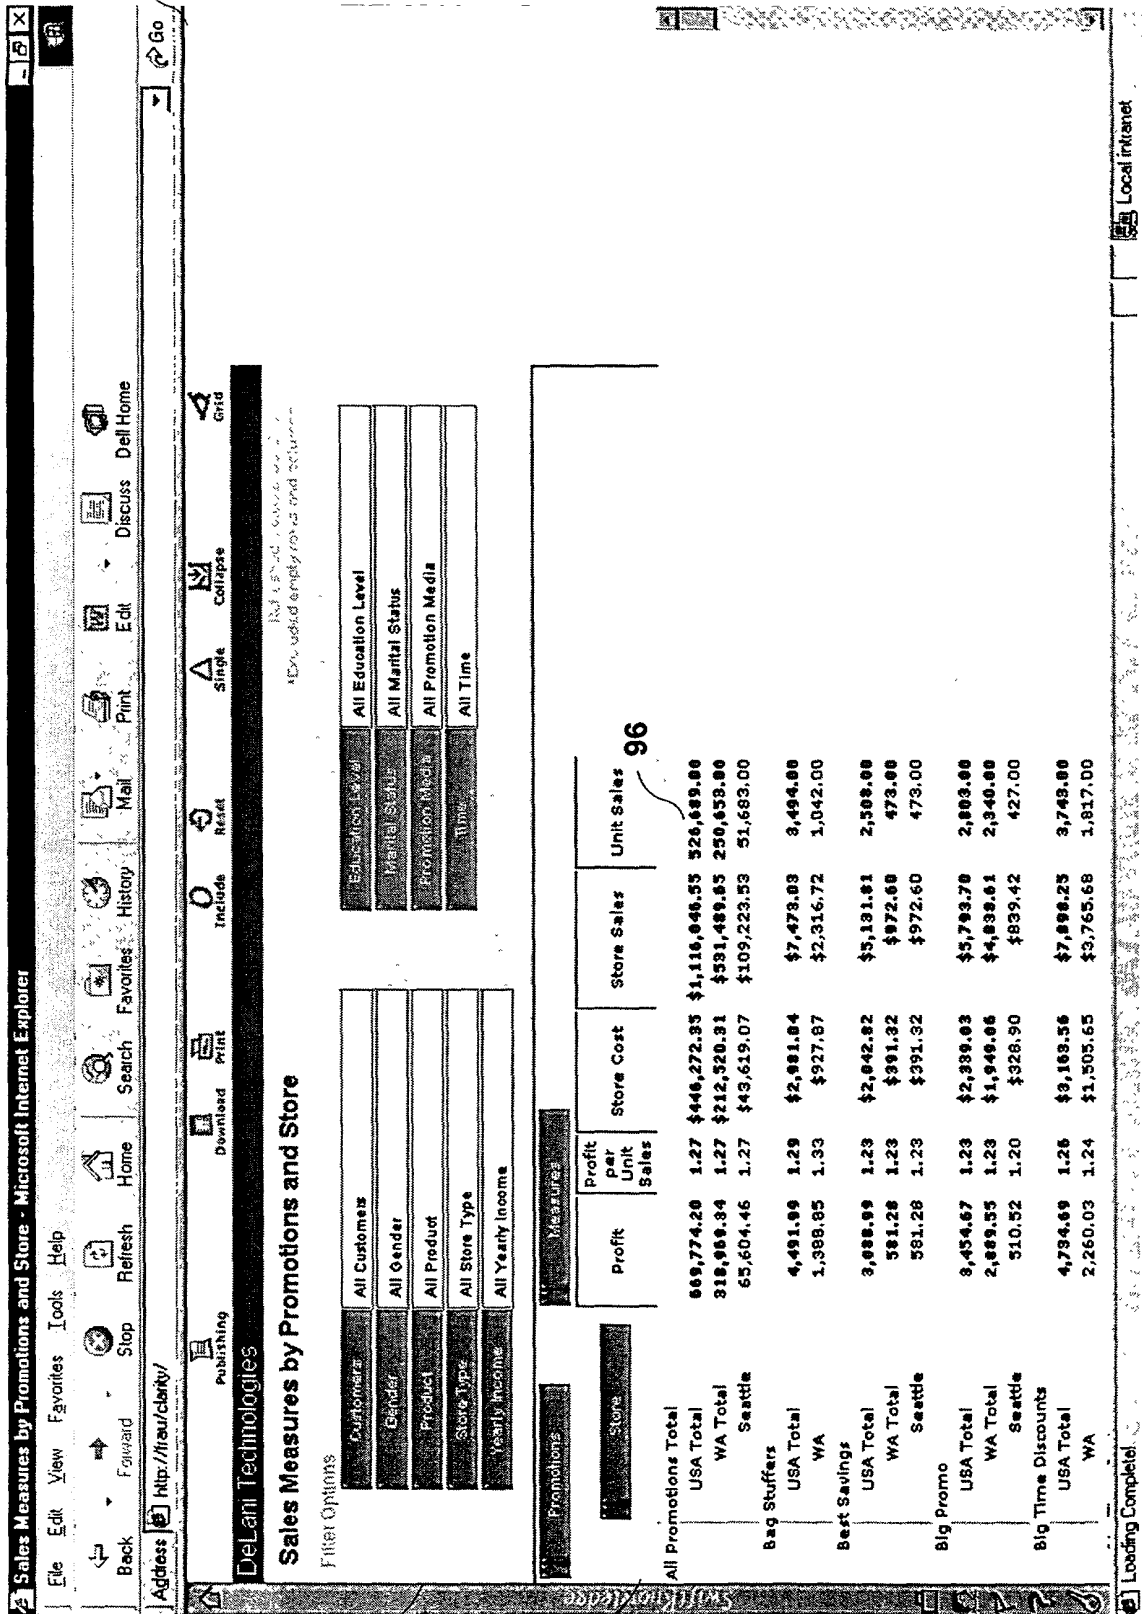 Sales Measures by Promotions and Store - Microsoft Internet Explorer
File Edit View Favorites Tools Help
Back Forward Stop Refresh Home Search Favorites History Mail Print Edit Discuss Dell Home
Address http://frau/clarity/ Go
Publishing Download Print Include Reset Single Collapse Grid
DeLani Technologies
Sales Measures by Promotions and Store
*Excluded empty rows and columns
Filter Options
Customers All Customers Education Level All Education Level
Gender All Gender Marital Status All Marital Status
Product All Product Promotion Media All Promotion Media
Store Type All Store Type Time All Time
Yearly Income All Yearly Income
Promotions Measures
Store Profit Profit per Unit Sales Store Cost Store Sales Unit Sales
96
All Promotions Total
USA Total 669,774.20 1.27 $446,272.35 $1,116,046.55 526,689.00
WA Total 318,969.34 1.27 $212,520.31 $531,489.65 250,658.00
Seattle 65,604.46 1.27 $43,619.07 $109,223.53 51,683.00
Bag Stuffers
USA Total 4,491.99 1.29 $2,981.04 $7,473.03 3,494.00
WA 1,388.85 1.33 $927.87 $2,316.72 1,042.00
Best Savings
USA Total 3,088.99 1.23 $2,042.82 $5,131.81 2,508.00
WA Total 581.28 1.23 $391.32 $972.60 473.00
Seattle 581.28 1.23 $391.32 $972.60 473.00
Big Promo
USA Total 3,454.67 1.23 $2,339.03 $5,793.70 2,803.00
WA Total 2,889.55 1.23 $1,949.06 $4,838.61 2,340.00
Seattle 510.52 1.20 $328.90 $839.42 427.00
Big Time Discounts
USA Total 4,734.69 1.26 $3,163.56 $7,898.25 3,743.00
WA 2,260.03 1.24 $1,505.65 $3,765.68 1,817.00
SwiftKnowledge
Loading Complete! Local intranet